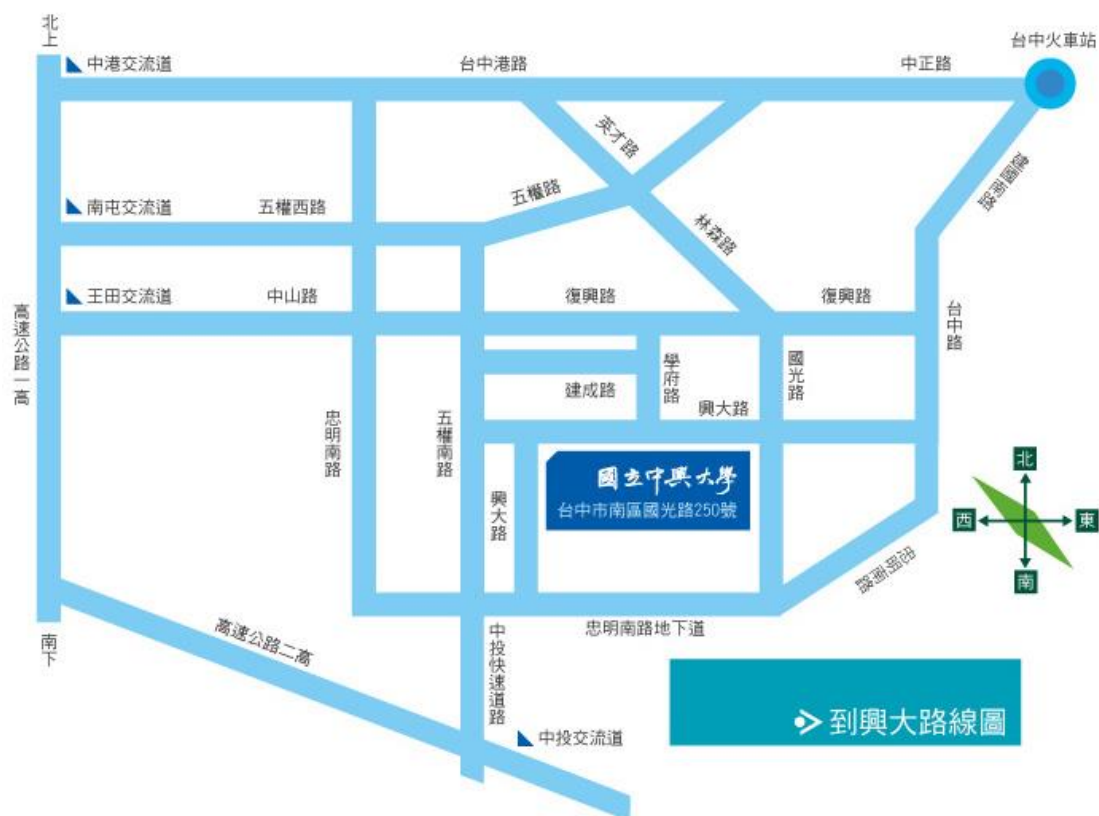 北上
台中火車站
中港交流道
台中港路
中正路
英才路
建國南路
五權路
南屯交流道
五權西路
林森路
王田交流道
中山路
復興路
復興路
高速公路一高
台中路
學府路
國光路
建成路
興大路
忠明南路
五權南路
國立中興大學
台中市南區國光路250號
興大路
北
西
東
南
忠明南路
忠明南路地下道
南下
高速公路二高
中投快速道路
中投交流道
到興大路線圖